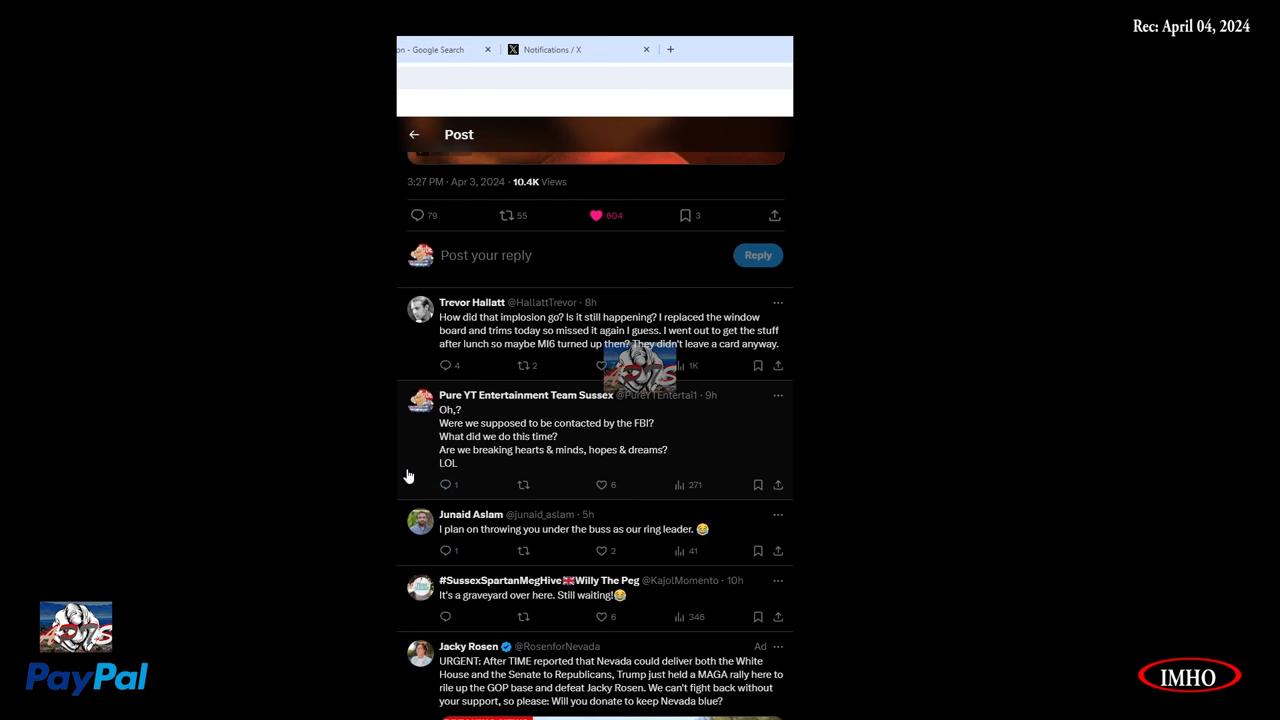 Rec: April 04, 2024
on - Google Search
Notifications / X
Post
3:27 PM · Apr 3, 2024 · 10.4K Views
79 55 604 3
Post your reply
Reply
Trevor Hallatt @HallattTrevor · 8h
How did that implosion go? Is it still happening? I replaced the window
board and trims today so missed it again I guess. I went out to get the stuff
after lunch so maybe MI6 turned up then? They didn't leave a card anyway.
4 2 1K
Pure YT Entertainment Team Sussex @PureYTEntertai1 · 9h
Oh,?
Were we supposed to be contacted by the FBI?
What did we do this time?
Are we breaking hearts & minds, hopes & dreams?
LOL
1 6 271
Junaid Aslam @junaid_aslam · 5h
I plan on throwing you under the buss as our ring leader. 😂
1 2 41
#SussexSpartanMegHive🇬🇧Willy The Peg @KajolMomento · 10h
It's a graveyard over here. Still waiting!😂
6 346
Jacky Rosen @RosenforNevada Ad
URGENT: After TIME reported that Nevada could deliver both the White
House and the Senate to Republicans, Trump just held a MAGA rally here to
rile up the GOP base and defeat Jacky Rosen. We can't fight back without
your support, so please: Will you donate to keep Nevada blue?
PayPal
IMHO